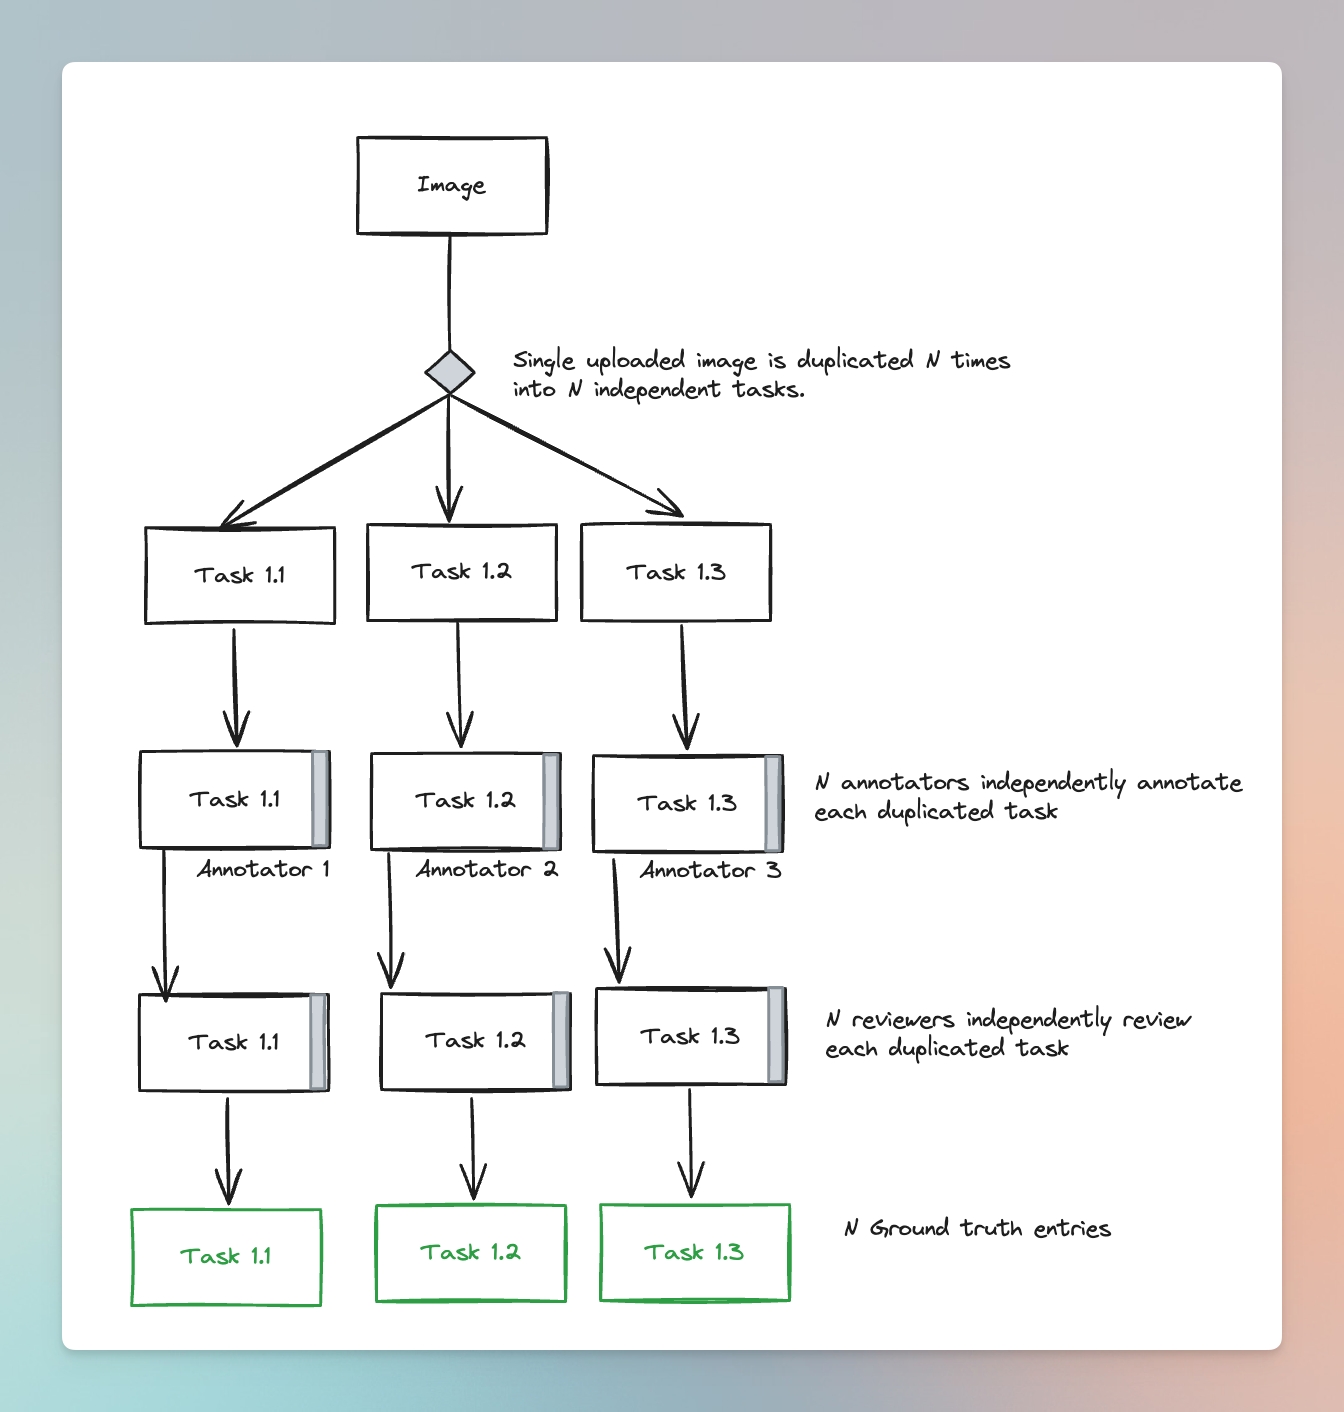 Image
Single uploaded image is duplicated N times
into N independent tasks.
Task 1.1
Task 1.2
Task 1.3
Task 1.1
Task 1.2
Task 1.3
N annotators independently annotate
each duplicated task
Annotator 1
Annotator 2
Annotator 3
Task 1.1
Task 1.2
Task 1.3
N reviewers independently review
each duplicated task
Task 1.1
Task 1.2
Task 1.3
N Ground truth entries